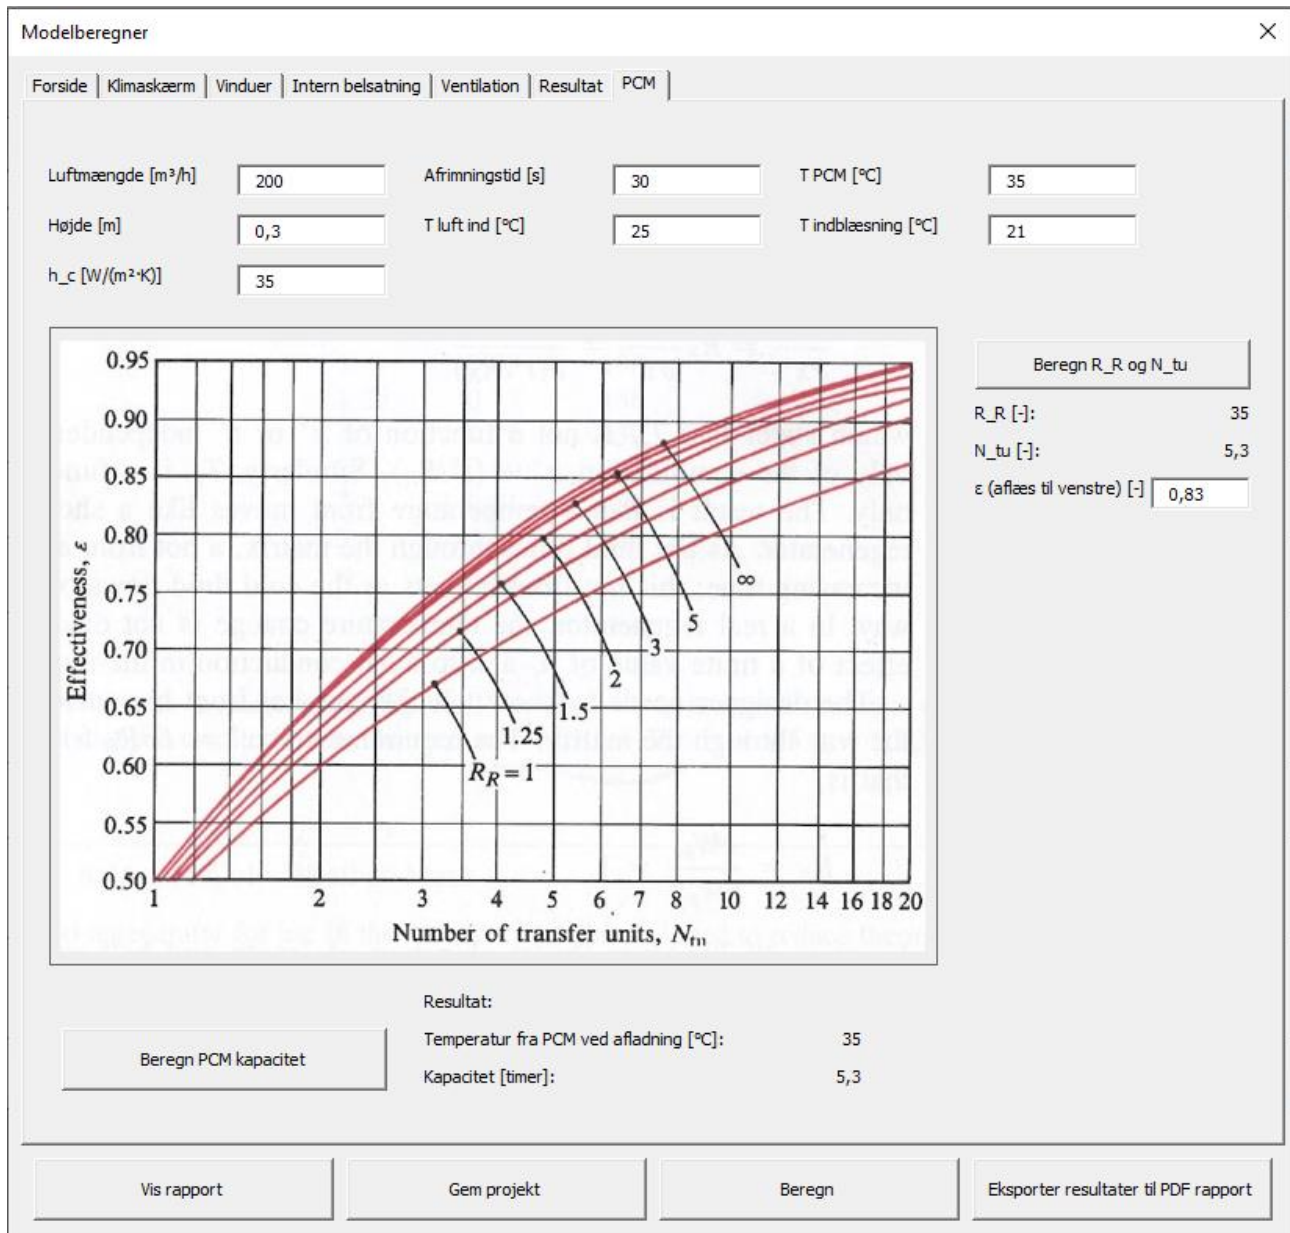 Modelberegner
Forside Klimaskærm Vinduer Intern belsatning Ventilation Resultat PCM
Luftmængde [m³/h] 200 Afrimningstid [s] 30 T PCM [°C] 35
Højde [m] 0,3 T luft ind [°C] 25 T indblæsning [°C] 21
h_c [W/(m²·K)] 35
0.95
0.90
0.85
0.80
0.75
0.70
0.65
0.60
0.55
0.50
Effectiveness, ε
∞
5
3
2
1.5
1.25
R_R = 1
1 2 3 4 5 6 7 8 10 12 14 16 18 20
Number of transfer units, N_tu
Beregn R_R og N_tu
R_R [-]: 35
N_tu [-]: 5,3
ε (aflæs til venstre) [-] 0,83
Resultat:
Beregn PCM kapacitet
Temperatur fra PCM ved afladning [°C]: 35
Kapacitet [timer]: 5,3
Vis rapport Gem projekt Beregn Eksporter resultater til PDF rapport